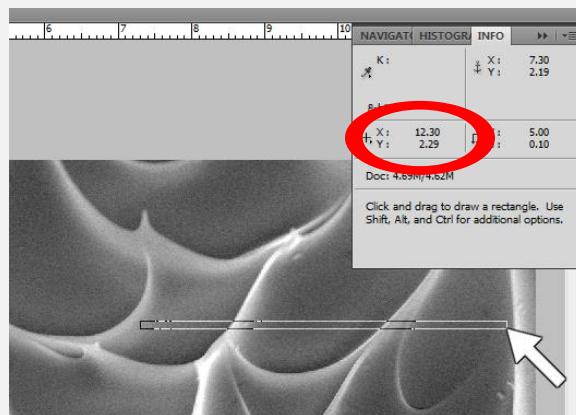 6 7 8 9 10
NAVIGAT HISTOGRA INFO
K:
X: 7.30
Y: 2.19
X: 12.30
Y: 2.29
5.00
0.10
Doc: 4.69M/4.62M
Click and drag to draw a rectangle. Use
Shift, Alt, and Ctrl for additional options.